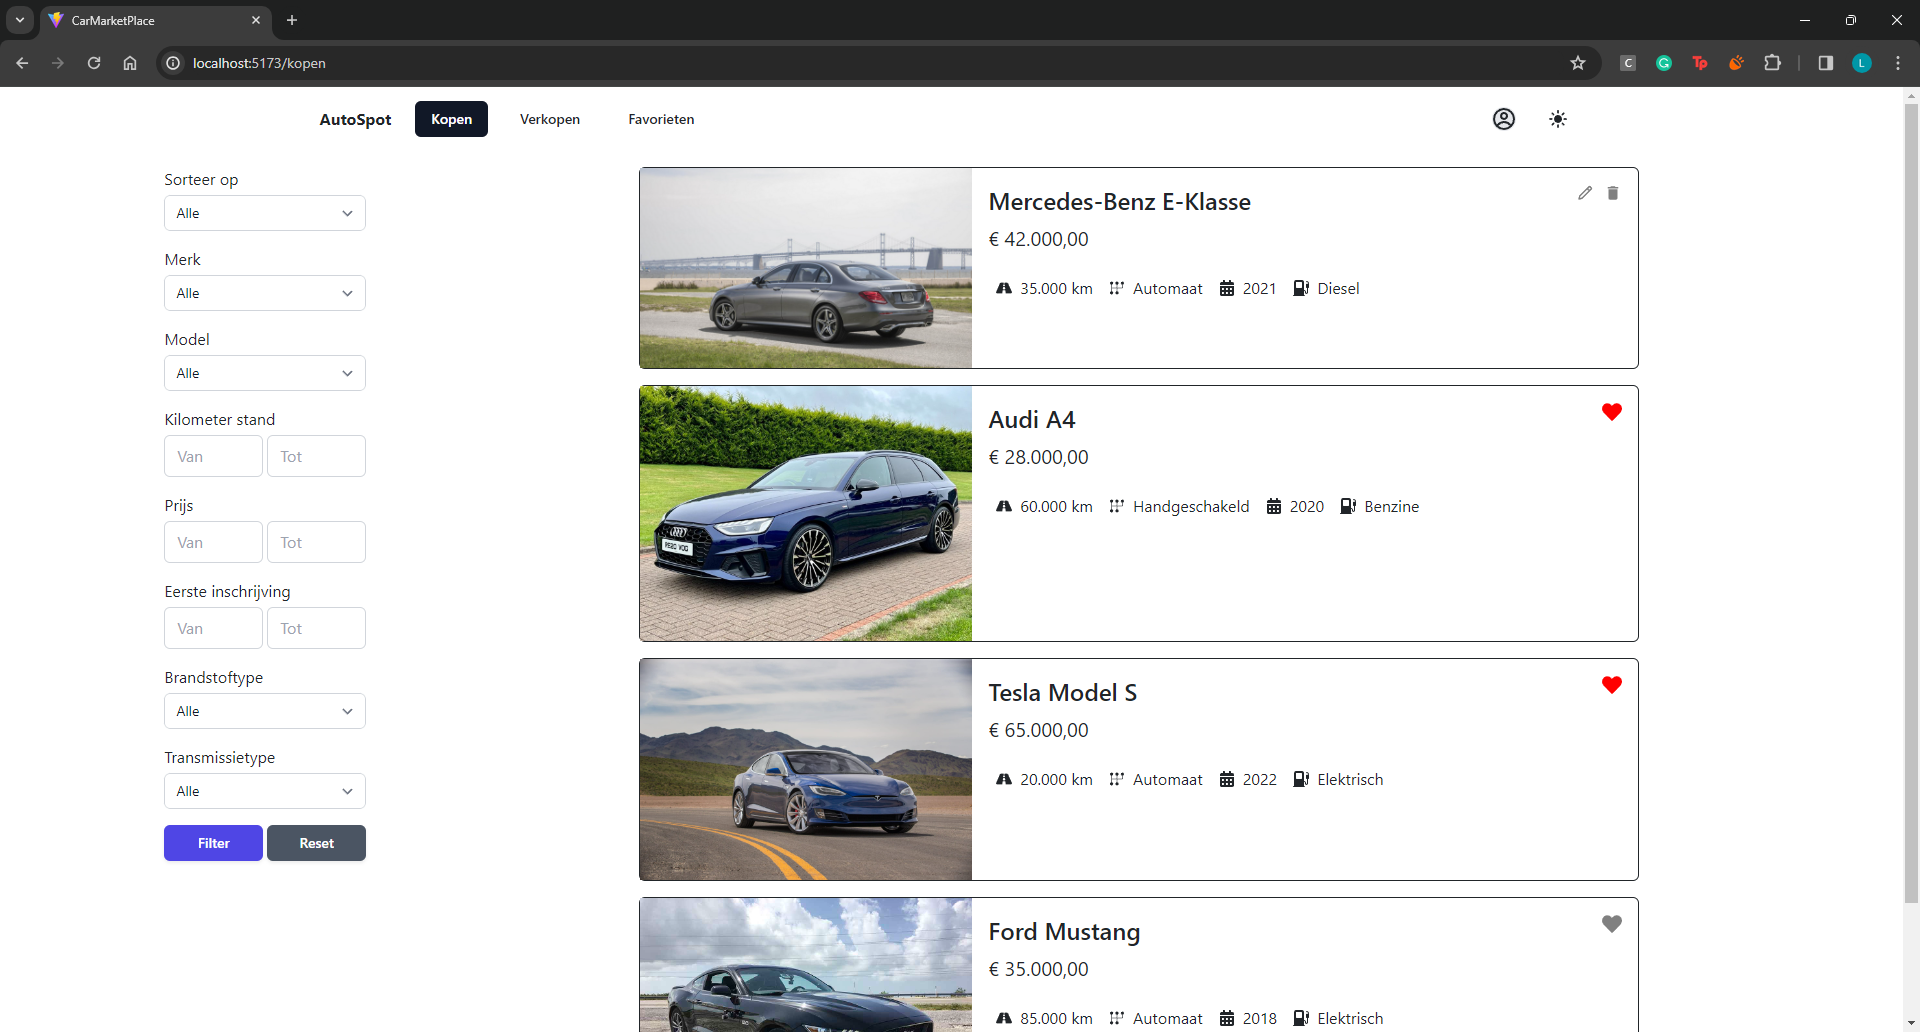 CarMarketPlace
localhost:5173/kopen
C
G
Tp
L
AutoSpot
Kopen
Verkopen
Favorieten
Sorteer op
Alle
Merk
Alle
Model
Alle
Kilometer stand
Van
Tot
Prijs
Van
Tot
Eerste inschrijving
Van
Tot
Brandstoftype
Alle
Transmissietype
Alle
Filter
Reset
Mercedes-Benz E-Klasse
€ 42.000,00
35.000 km Automaat 2021 Diesel
Audi A4
€ 28.000,00
60.000 km Handgeschakeld 2020 Benzine
Tesla Model S
€ 65.000,00
20.000 km Automaat 2022 Elektrisch
Ford Mustang
€ 35.000,00
85.000 km Automaat 2018 Elektrisch